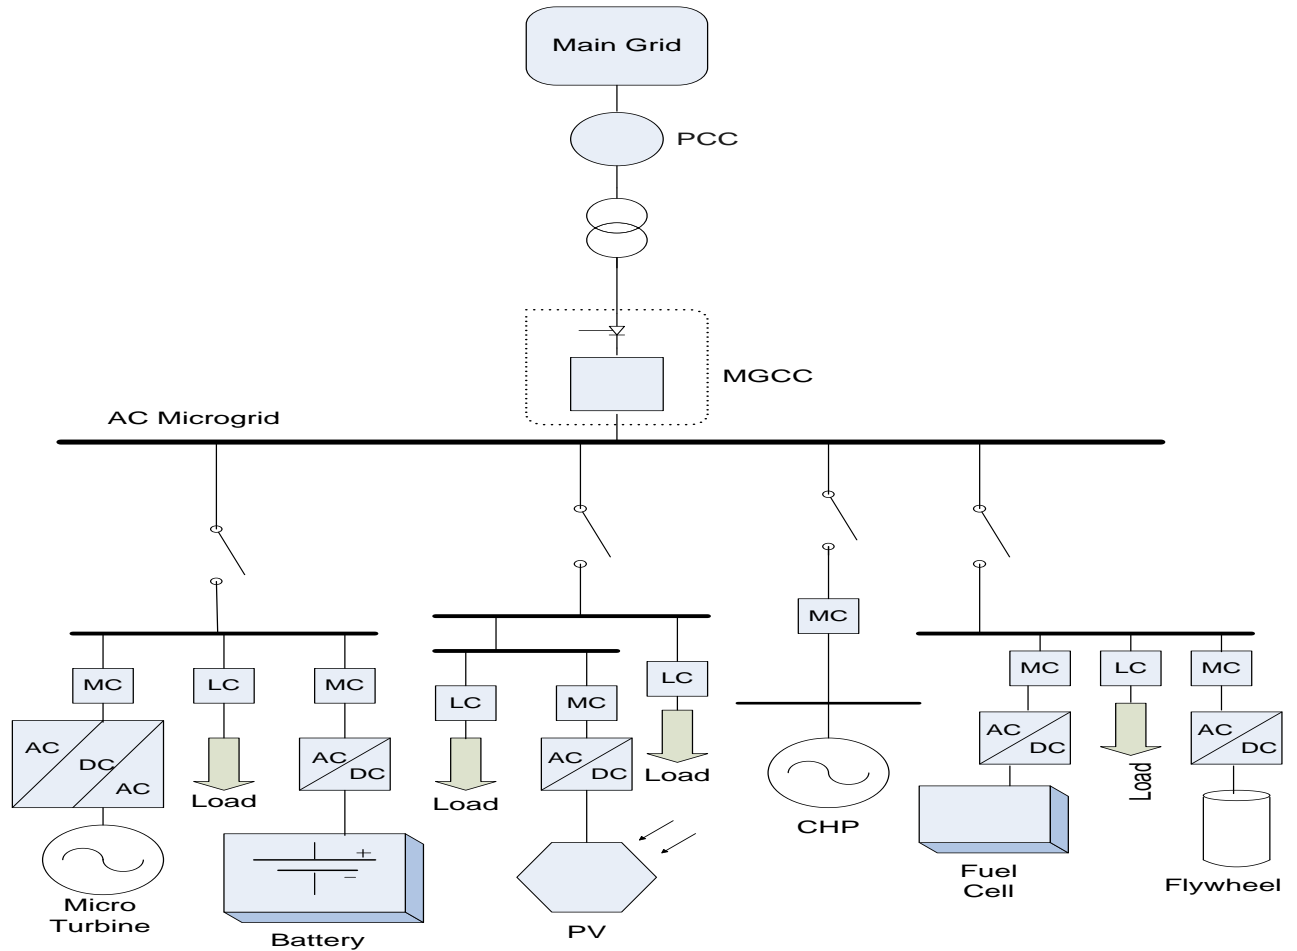 Main Grid
PCC
MGCC
AC Microgrid
MC
LC
MC
AC
DC
AC
AC
DC
Load
Micro
Turbine
+
−
Battery
LC
MC
LC
Load
AC
DC
Load
PV
MC
CHP
MC
LC
MC
AC
DC
Load
AC
DC
Fuel
Cell
Flywheel